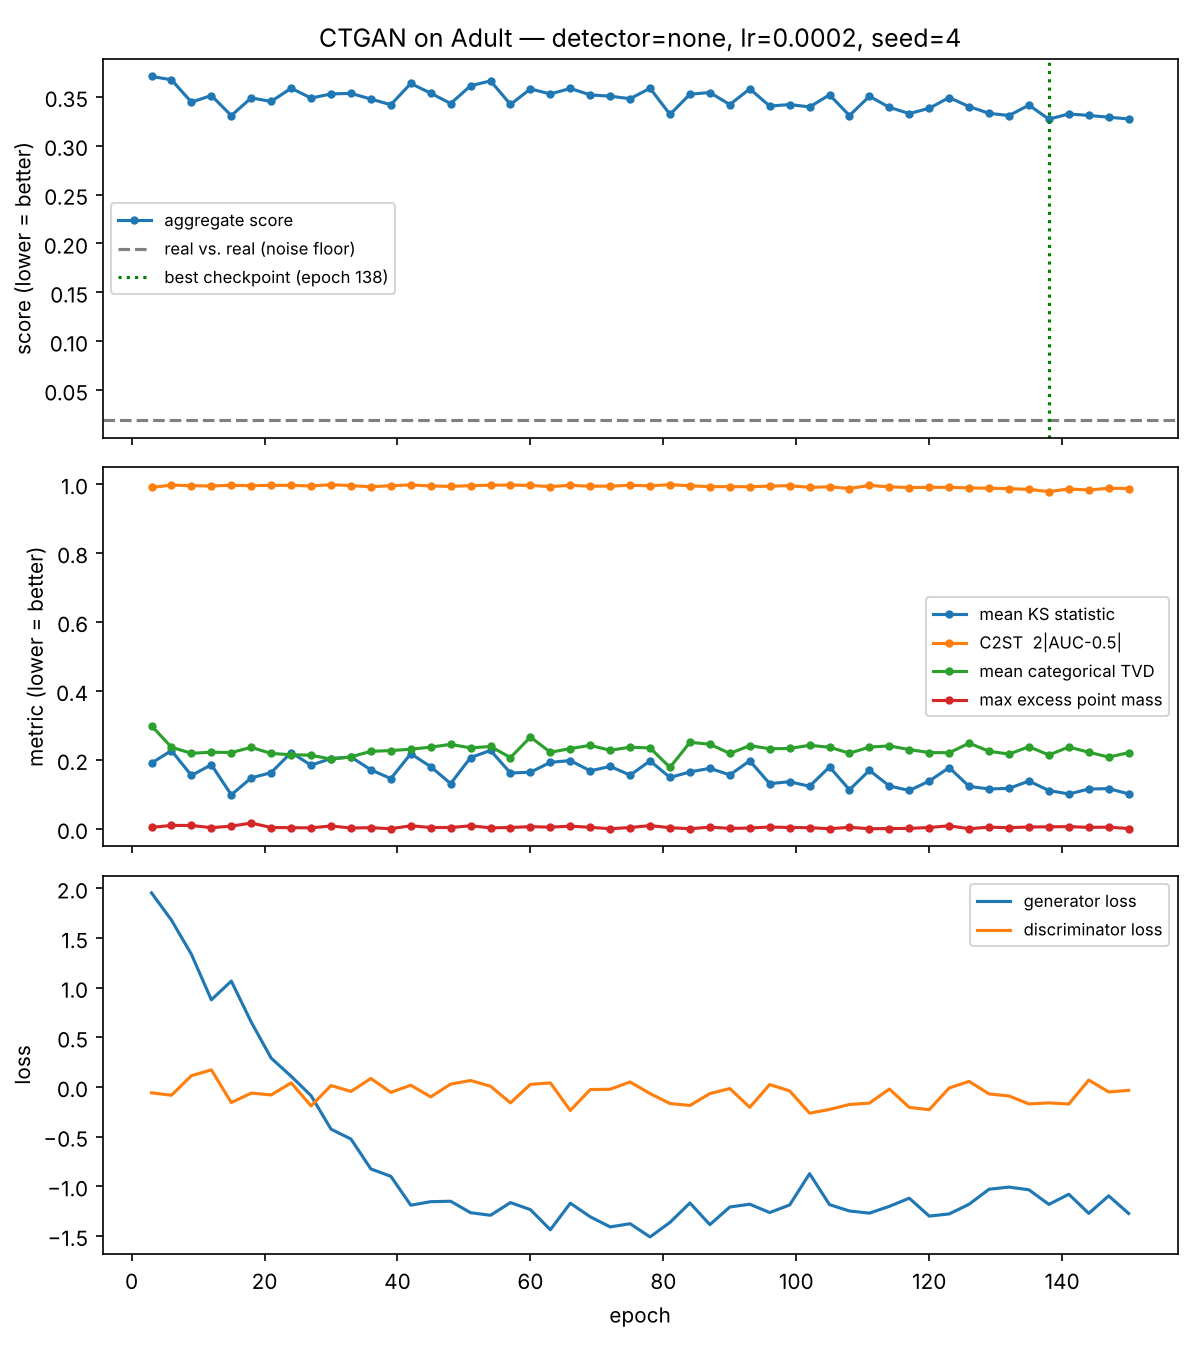 CTGAN on Adult — detector=none, lr=0.0002, seed=4
score (lower = better)
0.35
0.30
0.25
0.20
0.15
0.10
0.05
aggregate score
real vs. real (noise floor)
best checkpoint (epoch 138)
metric (lower = better)
1.0
0.8
0.6
0.4
0.2
0.0
mean KS statistic
C2ST 2|AUC-0.5|
mean categorical TVD
max excess point mass
loss
2.0
1.5
1.0
0.5
0.0
−0.5
−1.0
−1.5
generator loss
discriminator loss
0 20 40 60 80 100 120 140
epoch